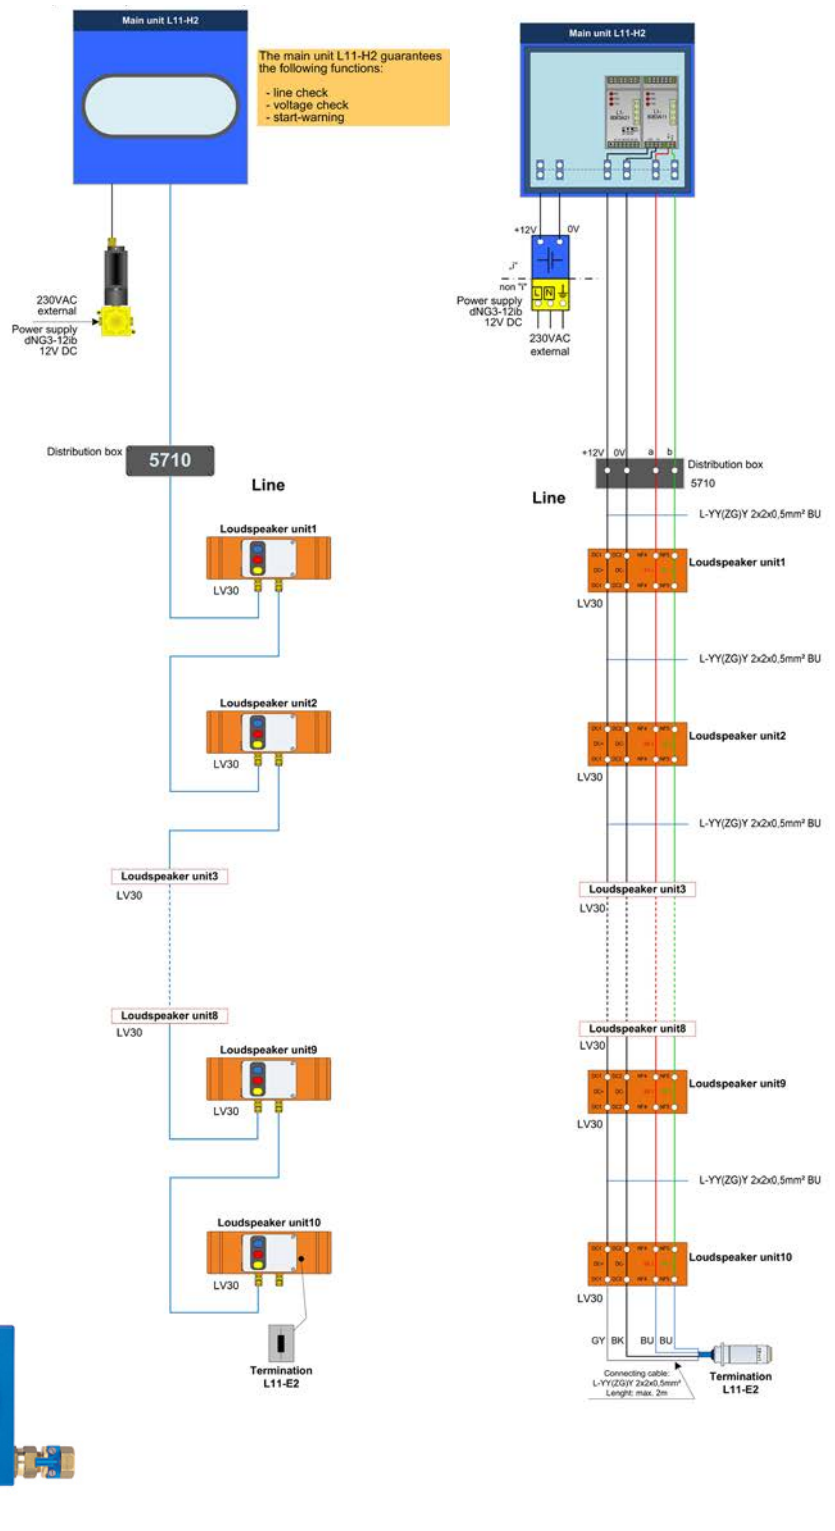 Main unit L11-H2
The main unit L11-H2 guarantees
the following functions:
- line check
- voltage check
- start-warning
230VAC
external
Power supply
dNG3-12ib
12V DC
Distribution box
5710
Line
Loudspeaker unit1
LV30
Loudspeaker unit2
LV30
Loudspeaker unit3
LV30
Loudspeaker unit8
LV30
Loudspeaker unit9
LV30
Loudspeaker unit10
LV30
Termination
L11-E2
Main unit L11-H2
+12V
0V
„i"
non "i"
L N
Power supply
dNG3-12ib
12V DC
230VAC
external
+12V 0V a b
Distribution box
5710
Line
L-YY(ZG)Y 2x2x0,5mm² BU
Loudspeaker unit1
LV30
L-YY(ZG)Y 2x2x0,5mm² BU
Loudspeaker unit2
LV30
L-YY(ZG)Y 2x2x0,5mm² BU
Loudspeaker unit3
LV30
Loudspeaker unit8
LV30
Loudspeaker unit9
LV30
L-YY(ZG)Y 2x2x0,5mm² BU
Loudspeaker unit10
LV30
GY BK BU BU
Connecting cable:
L-YY(ZG)Y 2x2x0,5mm²
Lenght: max. 2m
Termination
L11-E2